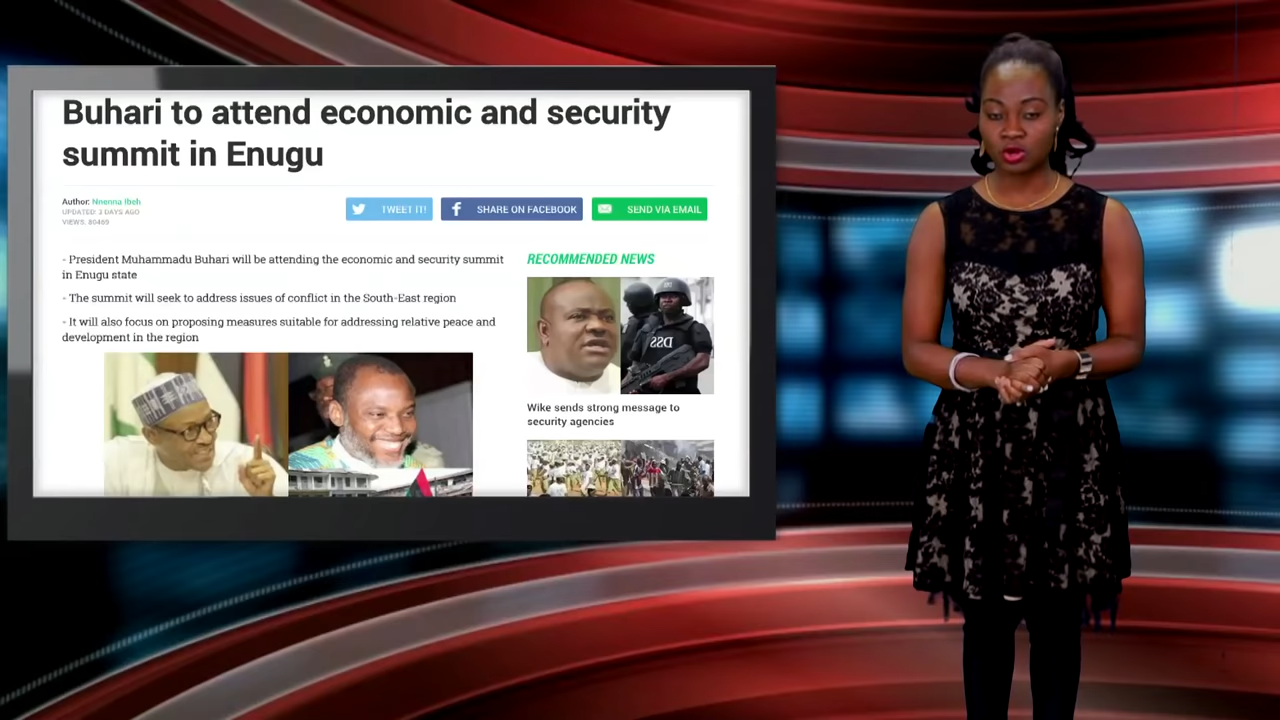 Buhari to attend economic and security
summit in Enugu
Author: Nnenna Ibeh
UPDATED: 3 DAYS AGO
VIEWS: 80469
TWEET IT!
SHARE ON FACEBOOK
SEND VIA EMAIL
- President Muhammadu Buhari will be attending the economic and security summit
in Enugu state
- The summit will seek to address issues of conflict in the South-East region
- It will also focus on proposing measures suitable for addressing relative peace and
development in the region
RECOMMENDED NEWS
DSS
Wike sends strong message to
security agencies